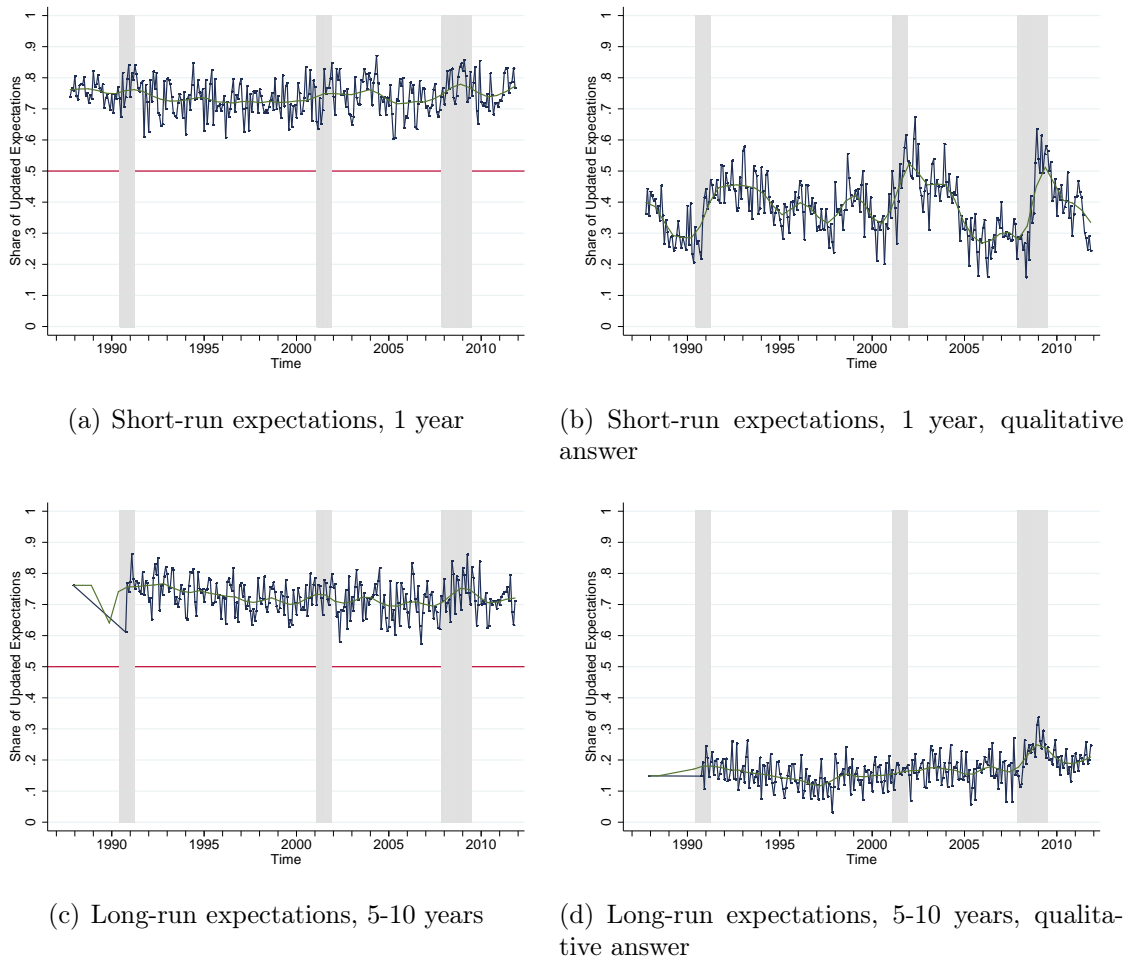 Share of Updated Expectations
0 .1 .2 .3 .4 .5 .6 .7 .8 .9 1
1990 1995 2000 2005 2010
Time
(a) Short-run expectations, 1 year
Share of Updated Expectations
0 .1 .2 .3 .4 .5 .6 .7 .8 .9 1
1990 1995 2000 2005 2010
Time
(b) Short-run expectations, 1 year, qualitative
answer
Share of Updated Expectations
0 .1 .2 .3 .4 .5 .6 .7 .8 .9 1
1990 1995 2000 2005 2010
Time
(c) Long-run expectations, 5-10 years
Share of Updated Expectations
0 .1 .2 .3 .4 .5 .6 .7 .8 .9 1
1990 1995 2000 2005 2010
Time
(d) Long-run expectations, 5-10 years, qualita-
tive answer